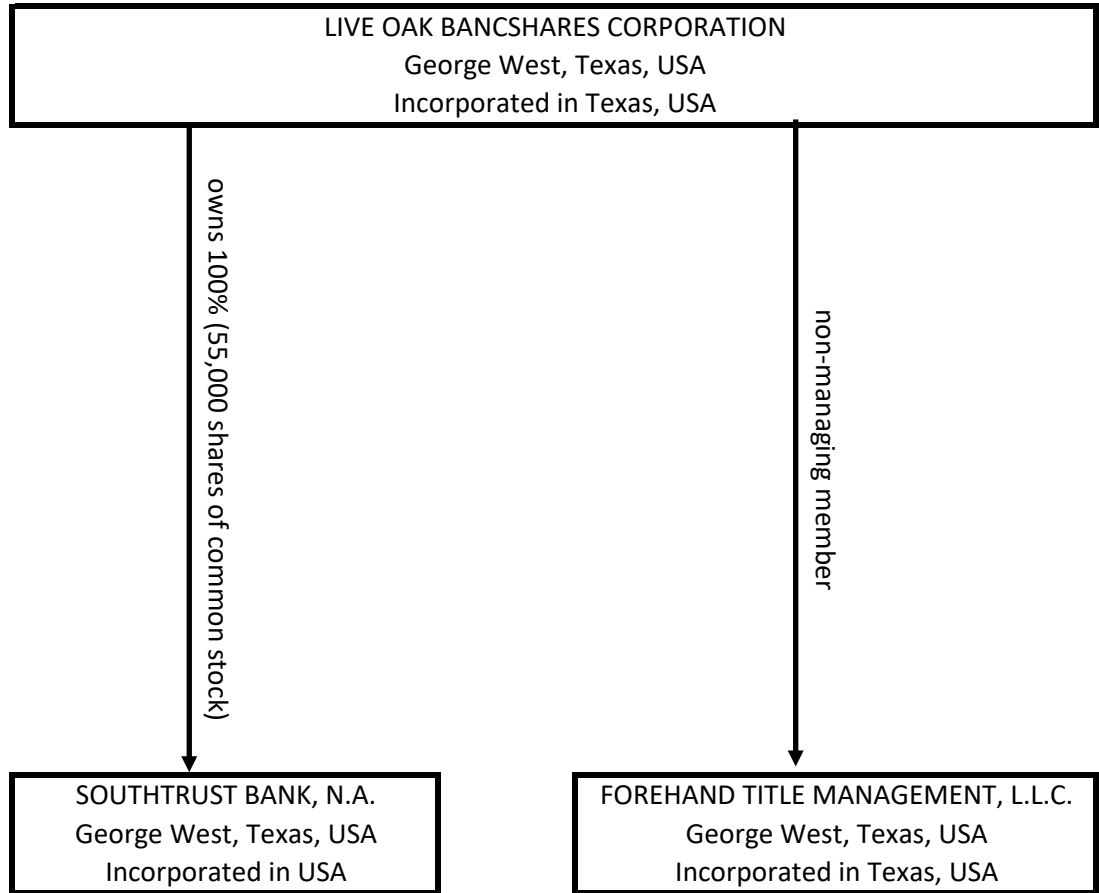 LIVE OAK BANCSHARES CORPORATION
George West, Texas, USA
Incorporated in Texas, USA
owns 100% (55,000 shares of common stock)
non-managing member
SOUTHTRUST BANK, N.A.
George West, Texas, USA
Incorporated in USA
FOREHAND TITLE MANAGEMENT, L.L.C.
George West, Texas, USA
Incorporated in Texas, USA